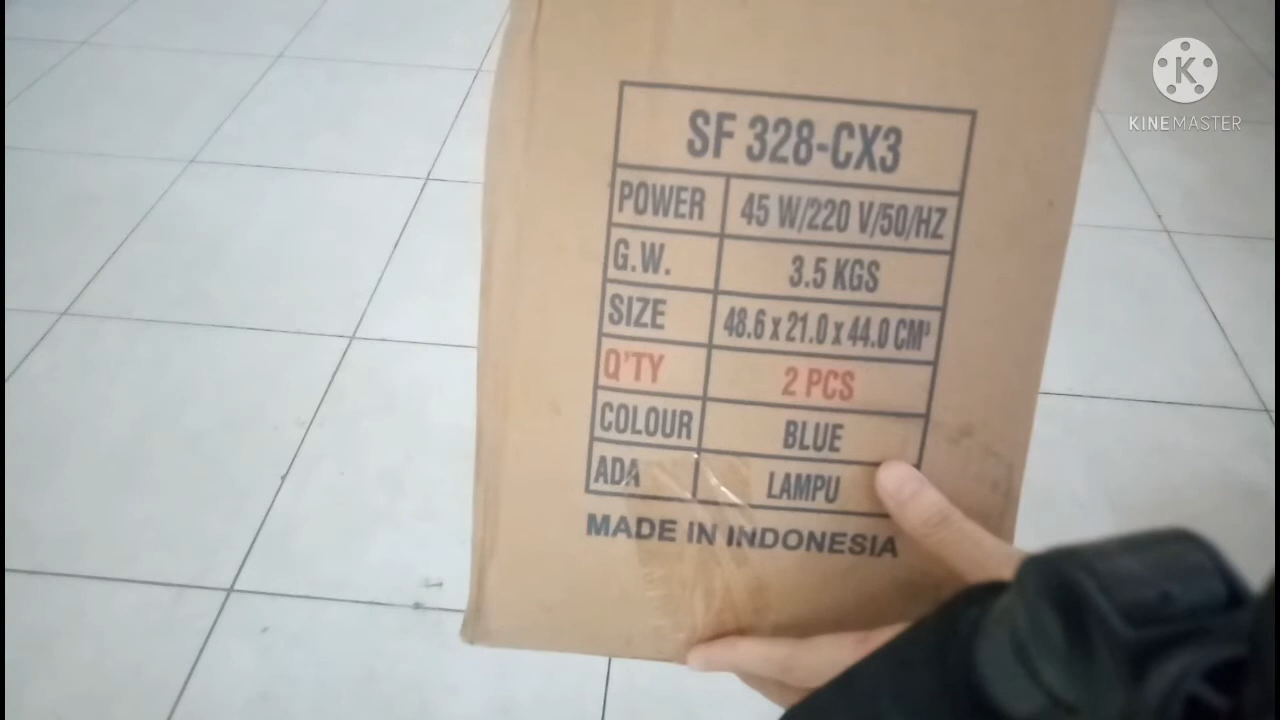 SF 328-CX3
POWER 45 W/220 V/50/HZ
G.W. 3.5 KGS
SIZE 48.6 x 21.0 x 44.0 CM³
Q'TY 2 PCS
COLOUR BLUE
ADA LAMPU
MADE IN INDONESIA
K
KINEMASTER